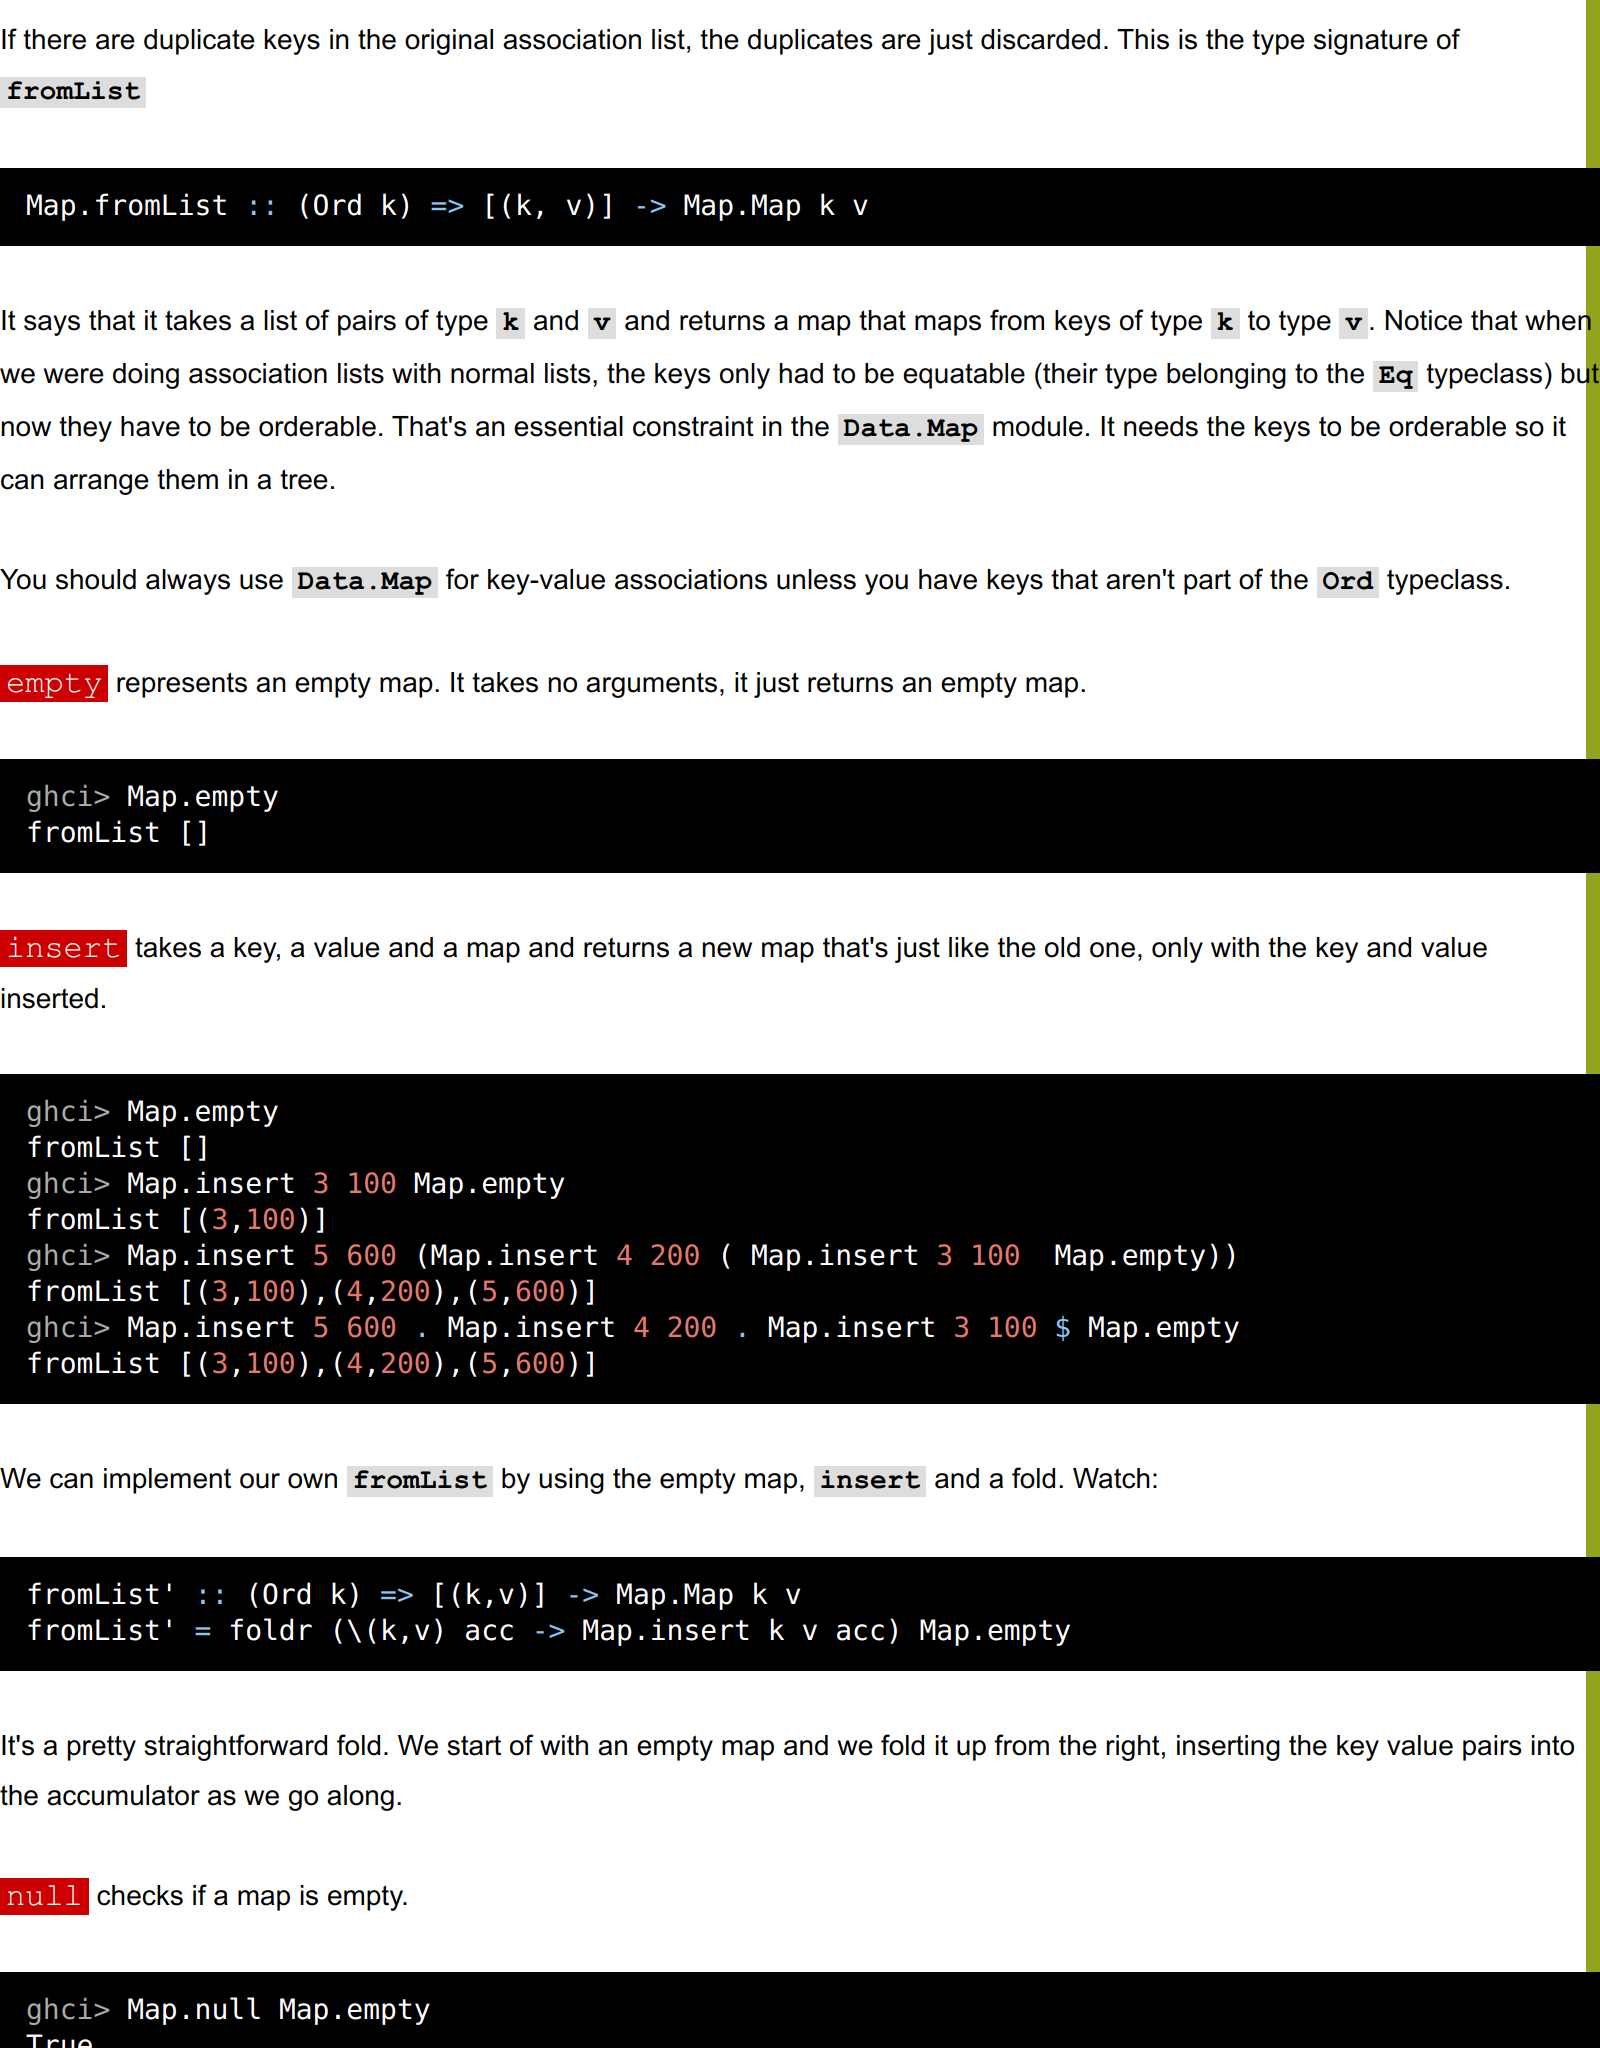 If there are duplicate keys in the original association list, the duplicates are just discarded. This is the type signature of
fromList
Map.fromList :: (Ord k) => [(k, v)] -> Map.Map k v
It says that it takes a list of pairs of type k and v and returns a map that maps from keys of type k to type v. Notice that when
we were doing association lists with normal lists, the keys only had to be equatable (their type belonging to the Eq typeclass) but
now they have to be orderable. That's an essential constraint in the Data.Map module. It needs the keys to be orderable so it
can arrange them in a tree.
You should always use Data.Map for key-value associations unless you have keys that aren't part of the Ord typeclass.
empty represents an empty map. It takes no arguments, it just returns an empty map.
ghci> Map.empty
fromList []
insert takes a key, a value and a map and returns a new map that's just like the old one, only with the key and value
inserted.
ghci> Map.empty
fromList []
ghci> Map.insert 3 100 Map.empty
fromList [(3,100)]
ghci> Map.insert 5 600 (Map.insert 4 200 ( Map.insert 3 100  Map.empty))
fromList [(3,100),(4,200),(5,600)]
ghci> Map.insert 5 600 . Map.insert 4 200 . Map.insert 3 100 $ Map.empty
fromList [(3,100),(4,200),(5,600)]
We can implement our own fromList by using the empty map, insert and a fold. Watch:
fromList' :: (Ord k) => [(k,v)] -> Map.Map k v
fromList' = foldr (\(k,v) acc -> Map.insert k v acc) Map.empty
It's a pretty straightforward fold. We start of with an empty map and we fold it up from the right, inserting the key value pairs into
the accumulator as we go along.
null checks if a map is empty.
ghci> Map.null Map.empty
True